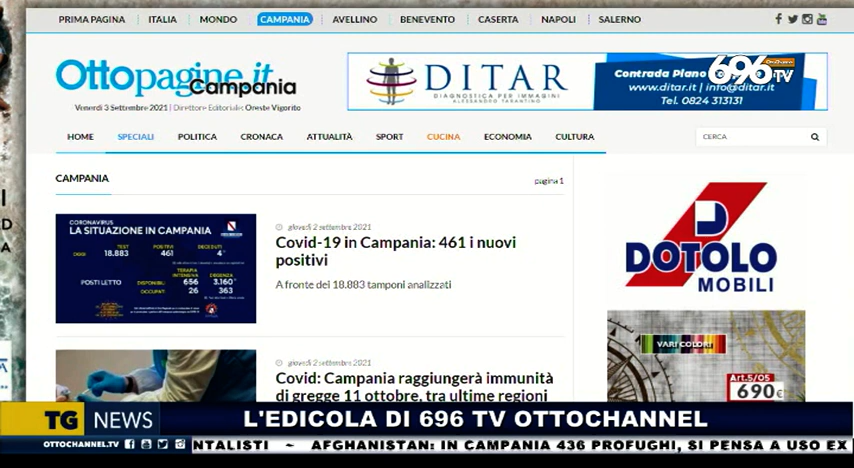 PRIMA PAGINA | ITALIA | MONDO | CAMPANIA | AVELLINO | BENEVENTO | CASERTA | NAPOLI | SALERNO
Ottopagine.it
Campania
Venerdì 3 Settembre 2021 | Direttore Editoriale: Oreste Vigorito
DITAR
DIAGNOSTICA PER IMMAGINI
ALESSANDRO TARANTINO
Contrada Piano
www.ditar.it | info@ditar.it
Tel. 0824 313131
696 TV
HOME SPECIALI POLITICA CRONACA ATTUALITÀ SPORT CUCINA ECONOMIA CULTURA
CERCA
CAMPANIA
pagina 1
CORONAVIRUS
LA SITUAZIONE IN CAMPANIA
TEST POSITIVI DECEDUTI
OGGI 18.883 461 4*
TERAPIA INTENSIVA DEGENZA
POSTI LETTO DISPONIBILI 656 3.160*
OCCUPATI 26 363
giovedì 2 settembre 2021
Covid-19 in Campania: 461 i nuovi
positivi
A fronte dei 18.883 tamponi analizzati
giovedì 2 settembre 2021
Covid: Campania raggiungerà immunità
di gregge 11 ottobre, tra ultime regioni
DOTOLO
MOBILI
VARI COLORI
Art.5/05
690€
TG NEWS
L'EDICOLA DI 696 TV OTTOCHANNEL
OTTOCHANNEL.TV
NTALISTI ~ AFGHANISTAN: IN CAMPANIA 436 PROFUGHI, SI PENSA A USO EX